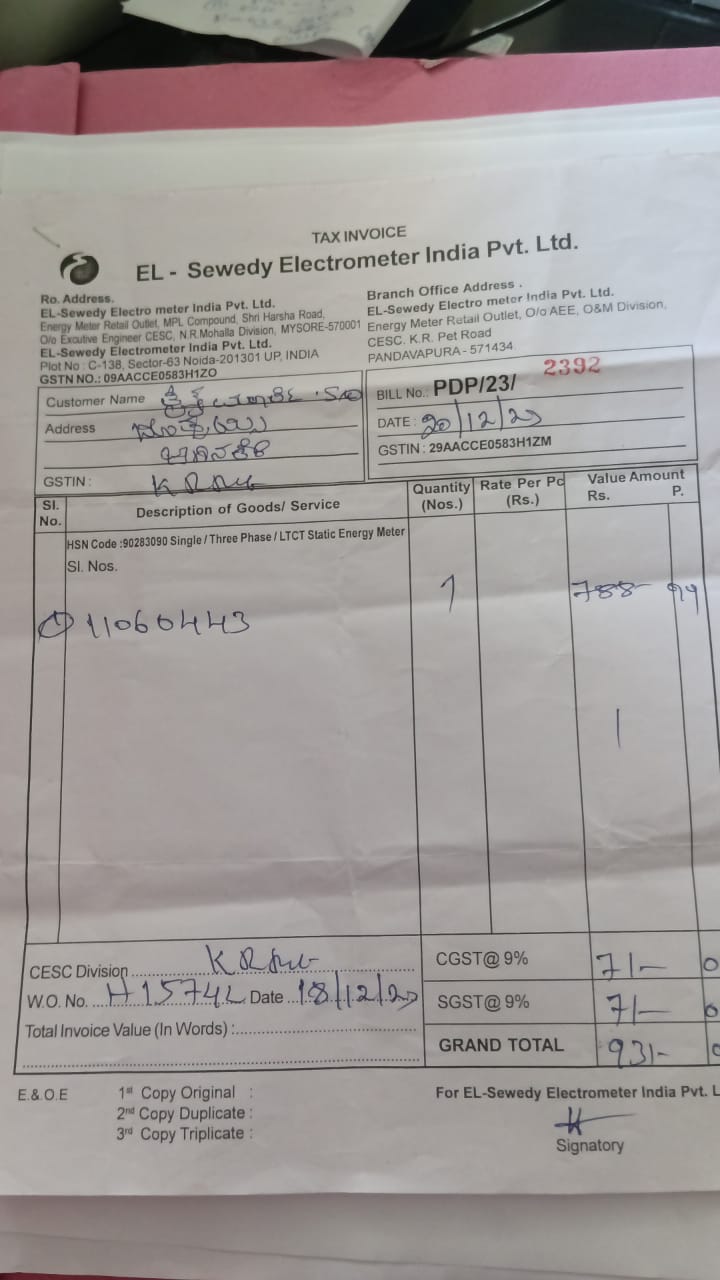 TAX INVOICE
EL - Sewedy Electrometer India Pvt. Ltd.
Ro. Address.
EL-Sewedy Electro meter India Pvt. Ltd.
Energy Meter Retail Outlet, MPL Compound, Shri Harsha Road,
O/o Excutive Engineer CESC, N.R.Mohalla Division, MYSORE-570001
EL-Sewedy Electrometer India Pvt. Ltd.
Plot No : C-138, Sector-63 Noida-201301 UP, INDIA
GSTN NO.: 09AACCE0583H1ZO
Branch Office Address .
EL-Sewedy Electro meter India Pvt. Ltd.
Energy Meter Retail Outlet, O/o AEE, O&M Division,
CESC. K.R. Pet Road
PANDAVAPURA - 571434.
Customer Name
Address
GSTIN :
BILL No.: PDP/23/ 2392
DATE : 20/12/23
GSTIN : 29AACCE0583H1ZM
Sl. No. Description of Goods/ Service Quantity (Nos.) Rate Per Pc (Rs.) Value Amount Rs. P.
HSN Code :90283090 Single / Three Phase / LTCT Static Energy Meter
Sl. Nos.
① 11060443 1 788-
CESC Division
W.O. No. Date 18/12/23
Total Invoice Value (In Words) :
CGST@ 9% 71/-
SGST@ 9% 71/-
GRAND TOTAL 931-
E.& O.E
1st Copy Original :
2nd Copy Duplicate :
3rd Copy Triplicate :
For EL-Sewedy Electrometer India Pvt. L
Signatory